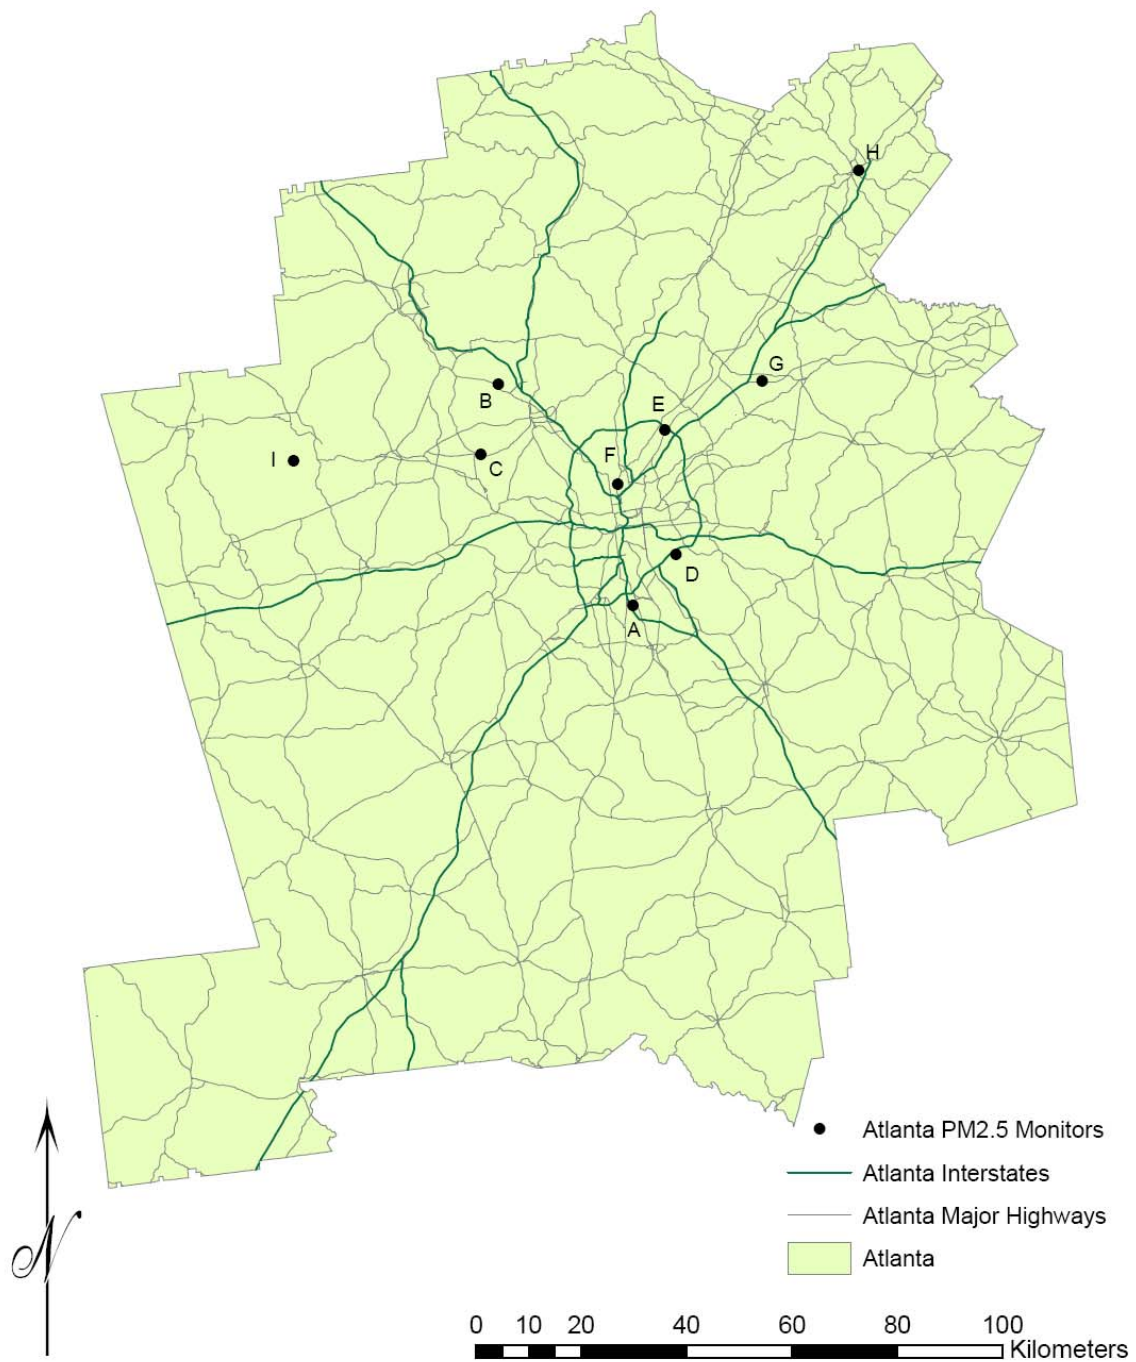 H
G
B
E
I
C
F
D
A
Atlanta PM2.5 Monitors
Atlanta Interstates
Atlanta Major Highways
Atlanta
N
0 10 20 40 60 80 100
Kilometers